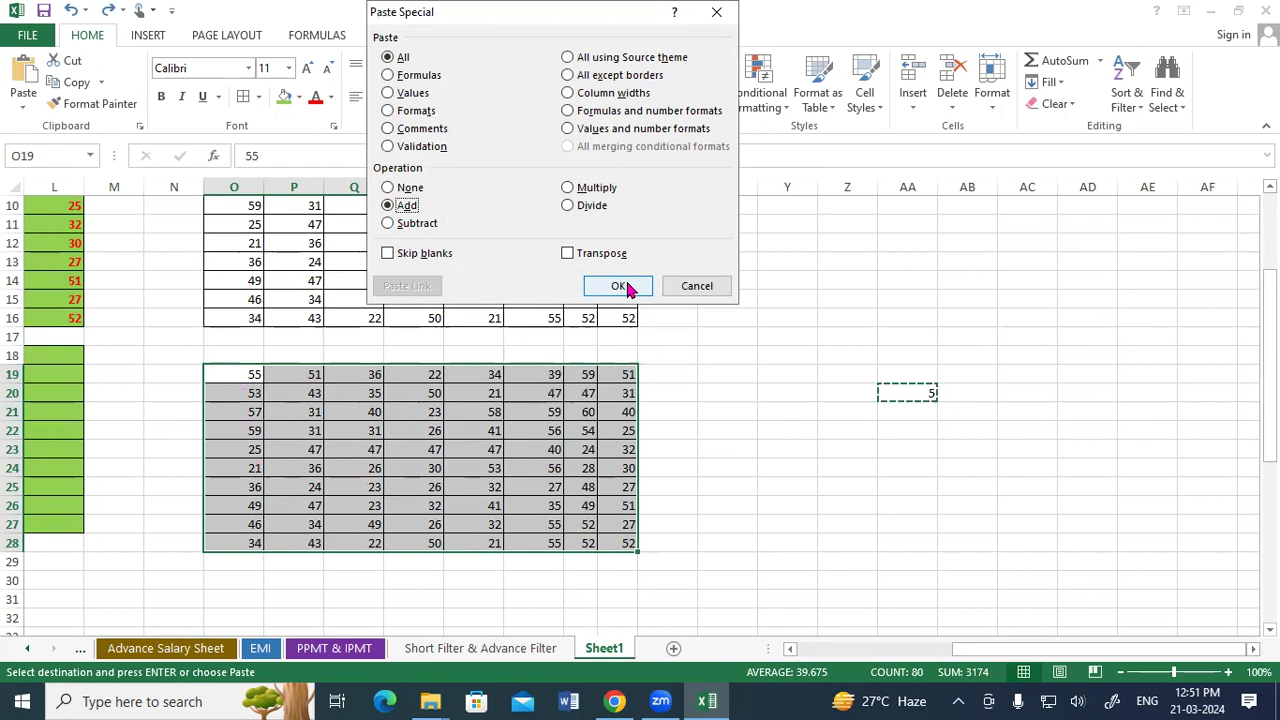 Paste Special ?
FILE HOME INSERT PAGE LAYOUT FORMULAS Sign in
Paste
All All using Source theme
Formulas All except borders
Values Column widths
Formats Formulas and number formats
Comments Values and number formats
Validation All merging conditional formats
Operation
None Multiply
Add Divide
Subtract
Skip blanks Transpose
Paste Link OK Cancel
Paste Cut
Copy
Format Painter
Clipboard
Calibri 11 A A
B I U A
Font
Conditional Formatting Format as Table Cell Styles
Styles
Insert Delete Format
Cells
AutoSum
Fill
Clear
Sort & Filter Find & Select
Editing
O19 fx 55
L M N O P Q Y Z AA AB AC AD AE AF
10 25 59 31
11 32 25 47
12 30 21 36
13 27 36 24
14 51 49 47
15 27 46 34
16 52 34 43 22 50 21 55 52 52
17
18
19 55 51 36 22 34 39 59 51
20 53 43 35 50 21 47 47 31 5
21 57 31 40 23 58 59 60 40
22 59 31 31 26 41 56 54 25
23 25 47 47 47 47 40 24 32
24 21 36 26 30 53 56 28 30
25 36 24 23 26 32 27 48 27
26 49 47 23 32 41 35 49 51
27 46 34 49 26 32 55 52 27
28 34 43 22 50 21 55 52 52
29
30
31
32
... Advance Salary Sheet EMI PPMT & IPMT Short Filter & Advance Filter Sheet1
Select destination and press ENTER or choose Paste AVERAGE: 39.675 COUNT: 80 SUM: 3174 100%
Type here to search 27°C Haze ENG 12:51 PM
21-03-2024